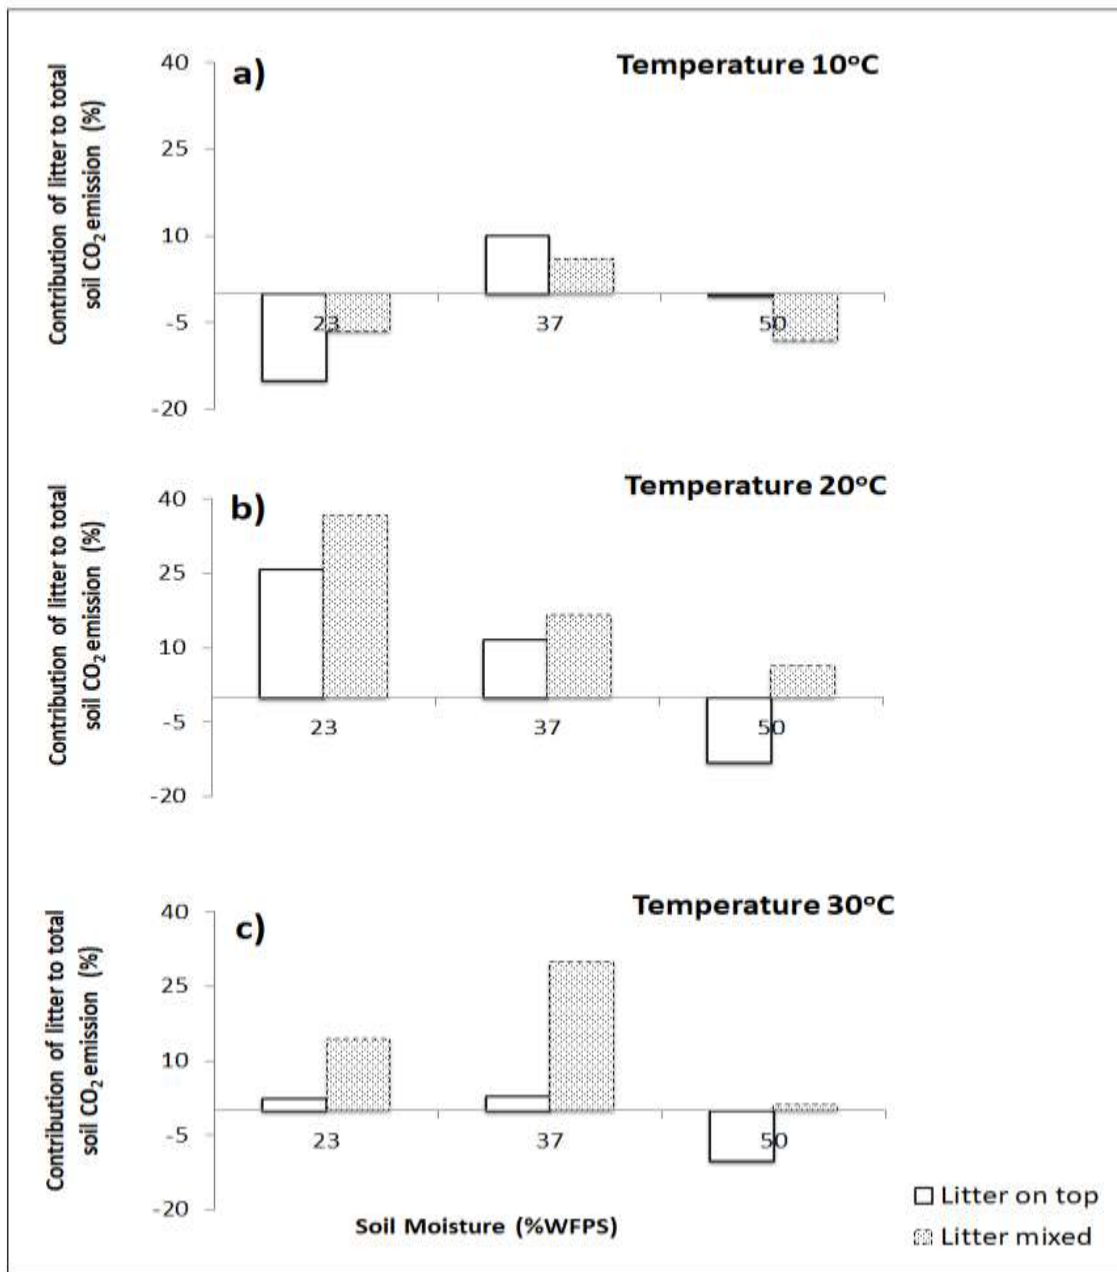 a)
Temperature 10°C
Contribution of litter to total
soil CO₂ emission (%)
40
25
10
-5
-20
23
37
50
b)
Temperature 20°C
Contribution of litter to total
soil CO₂ emission (%)
40
25
10
-5
-20
23
37
50
c)
Temperature 30°C
Contribution of litter to total
soil CO₂ emission (%)
40
25
10
-5
-20
23
37
50
Soil Moisture (%WFPS)
Litter on top
Litter mixed